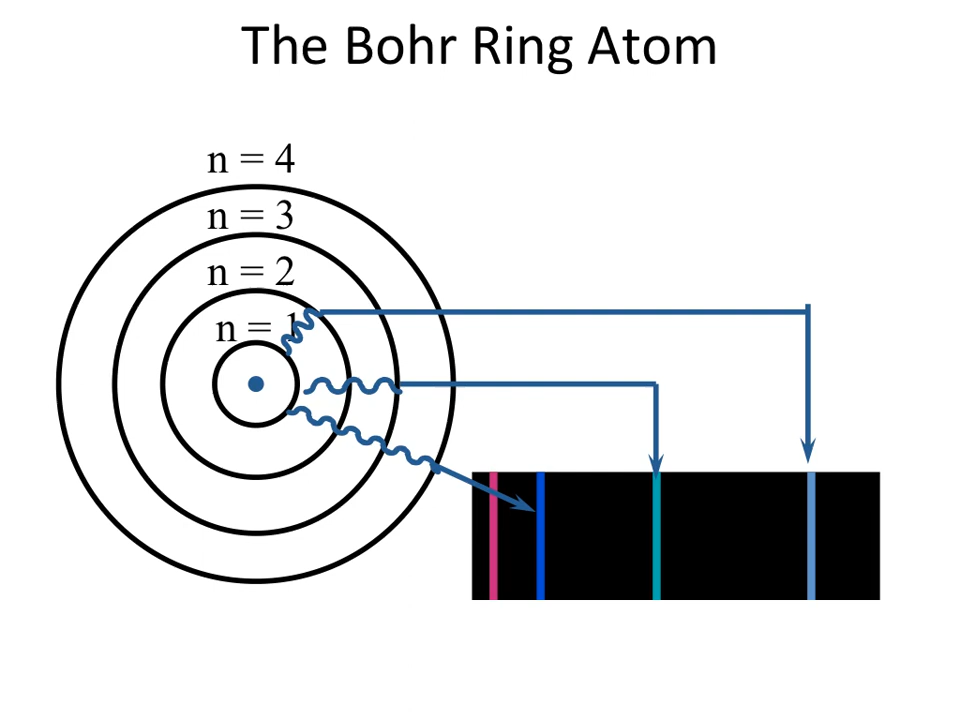 The Bohr Ring Atom
n = 4
n = 3
n = 2
n = 1